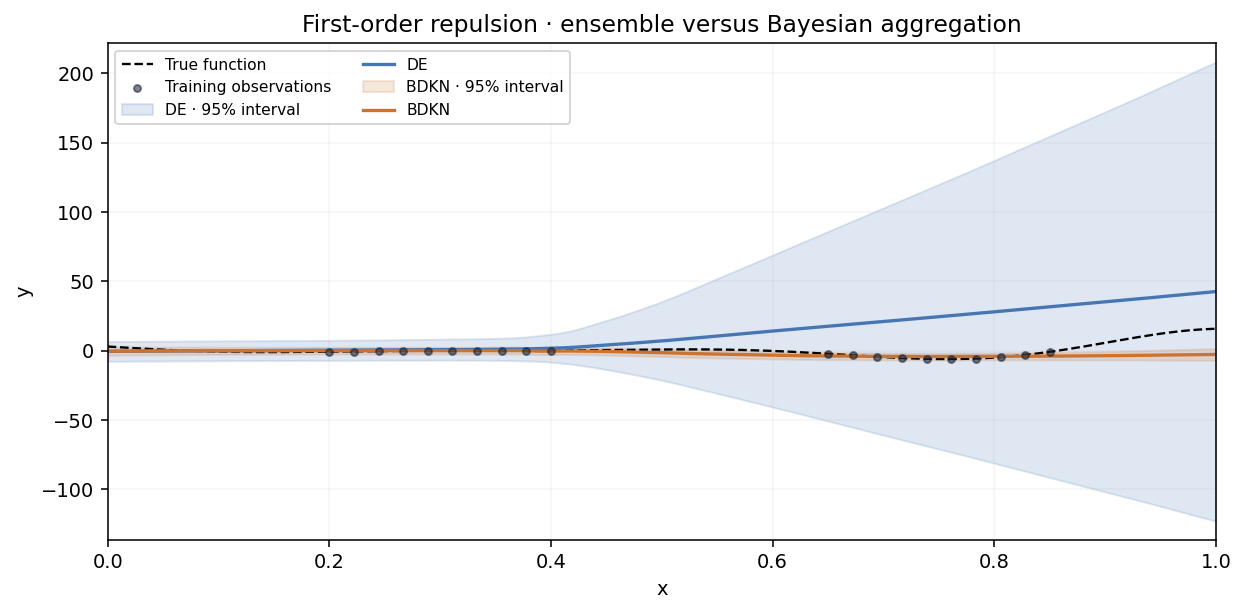 First-order repulsion · ensemble versus Bayesian aggregation
True function
Training observations
DE · 95% interval
DE
BDKN · 95% interval
BDKN
y
200
150
100
50
0
−50
−100
0.0 0.2 0.4 0.6 0.8 1.0
x